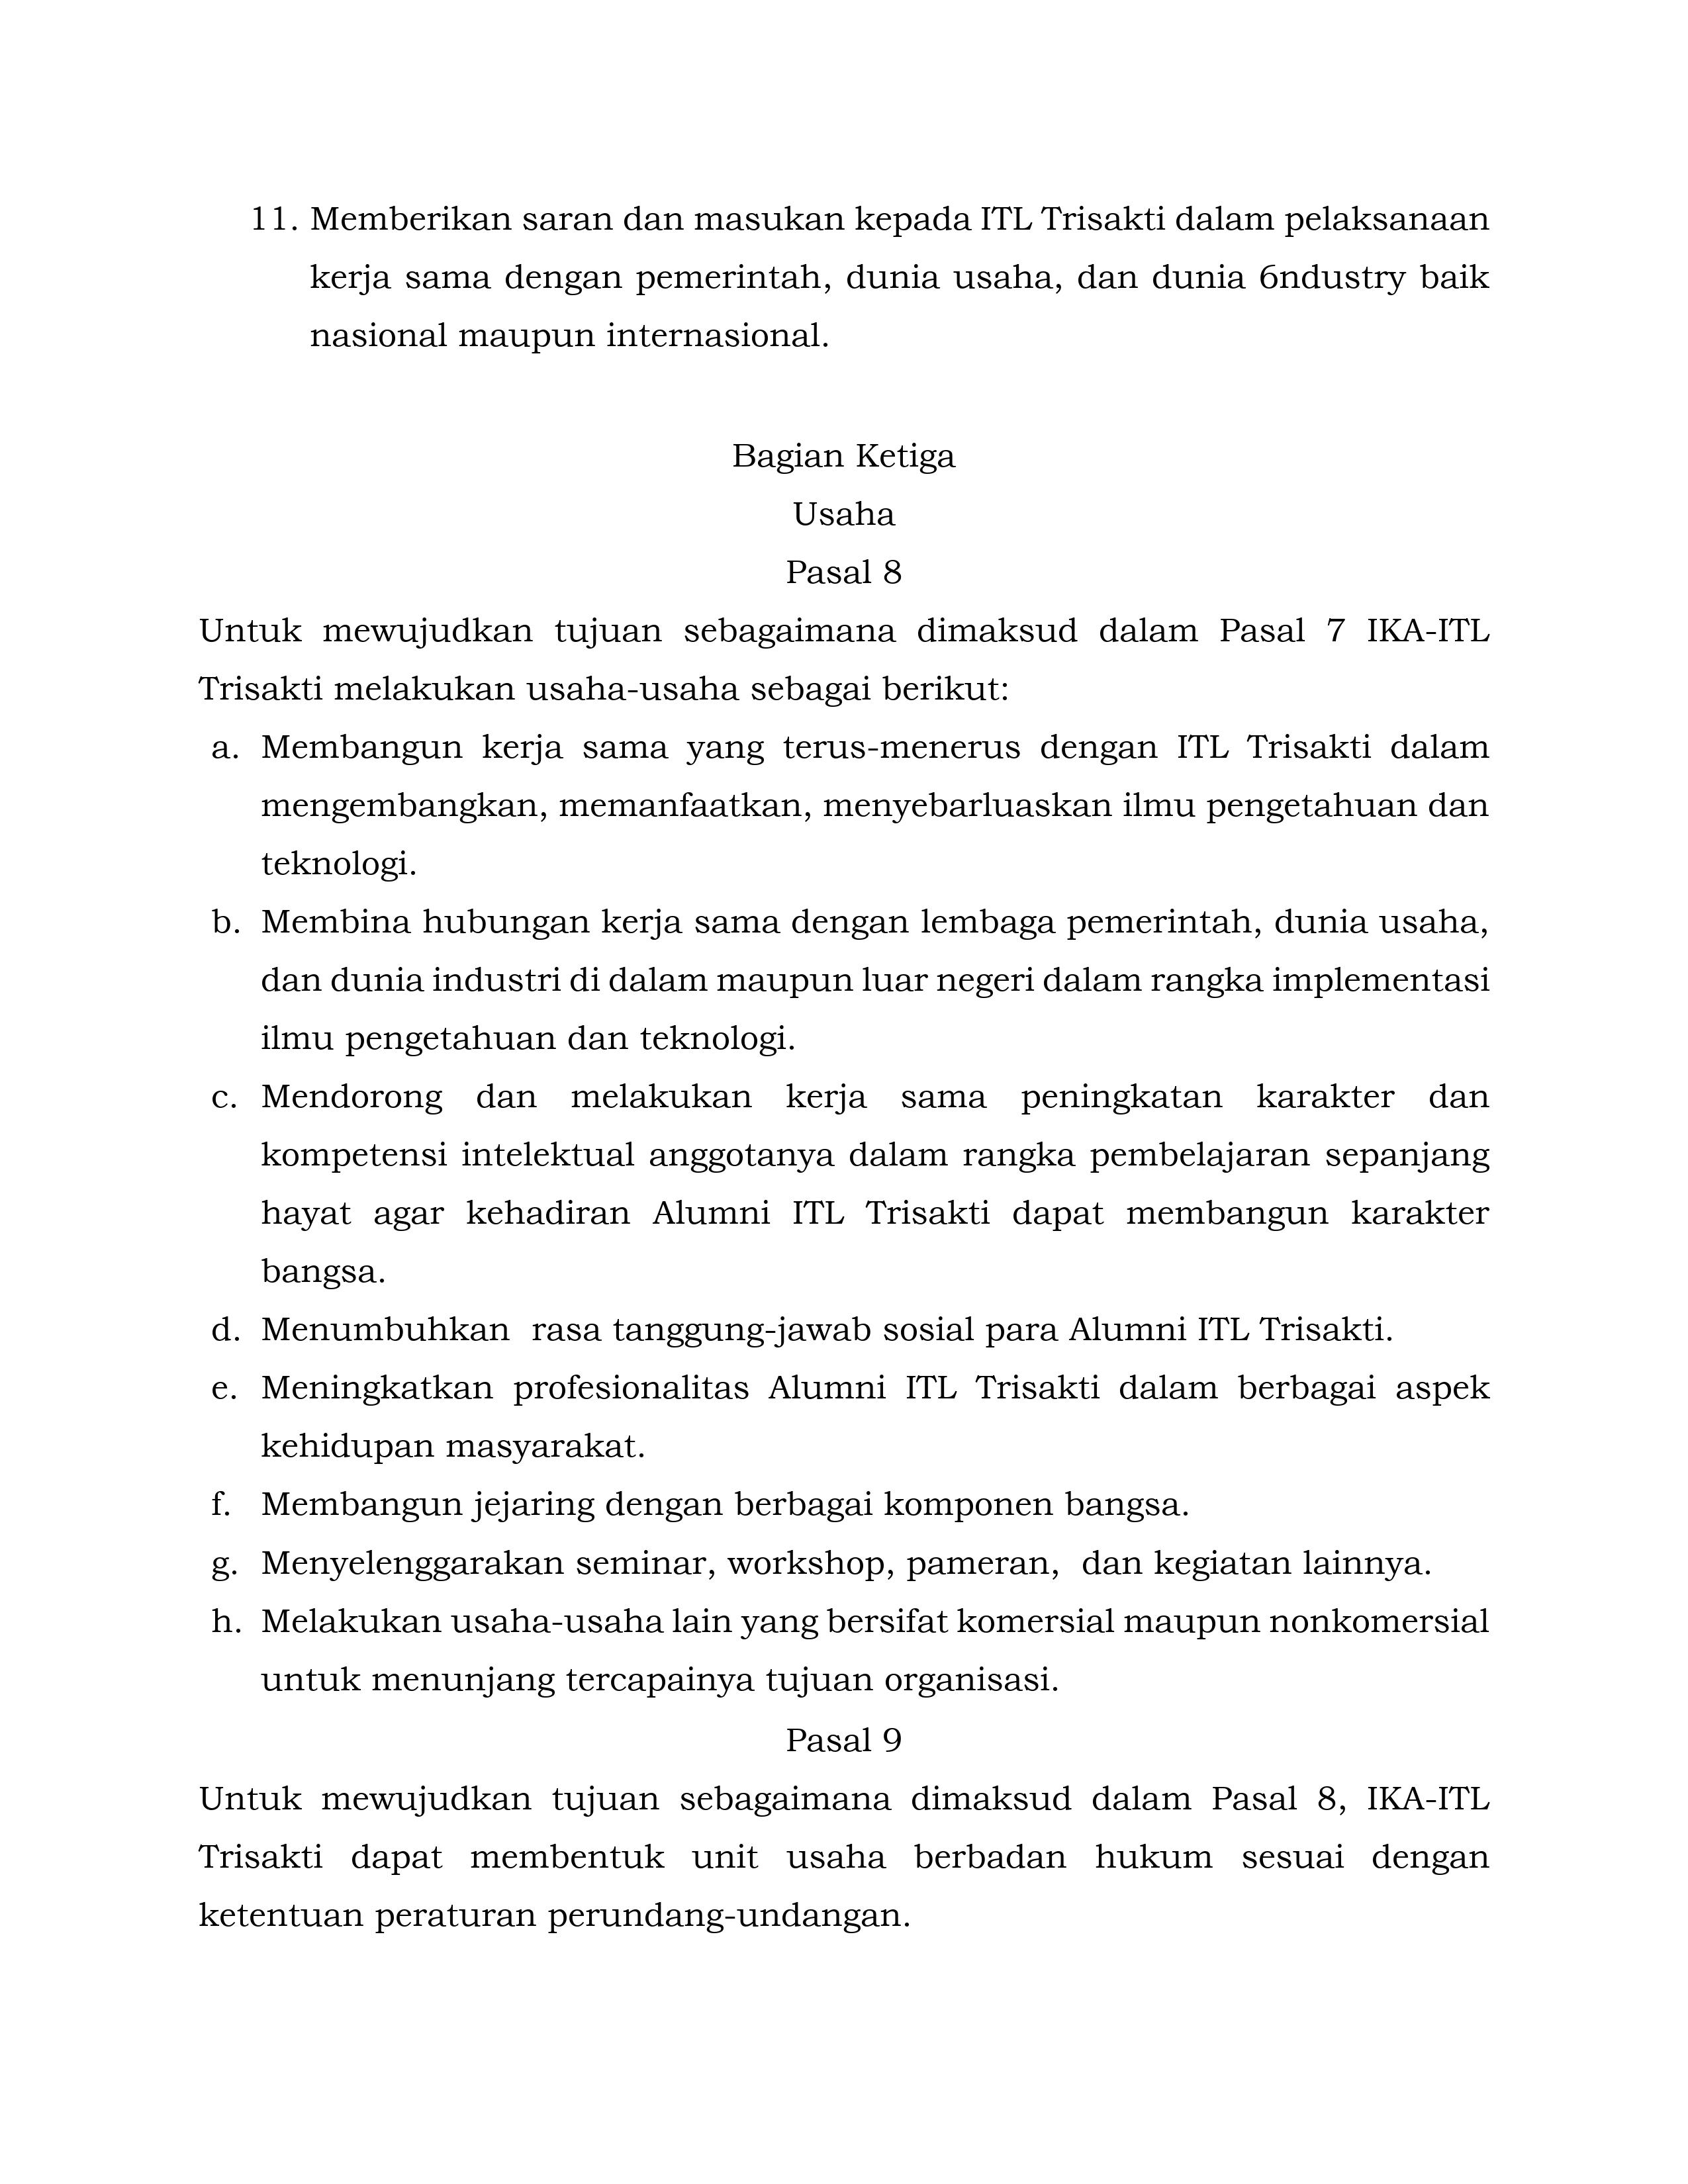 11. Memberikan saran dan masukan kepada ITL Trisakti dalam pelaksanaan
kerja sama dengan pemerintah, dunia usaha, dan dunia 6ndustry baik
nasional maupun internasional.
Bagian Ketiga
Usaha
Pasal 8
Untuk mewujudkan tujuan sebagaimana dimaksud dalam Pasal 7 IKA-ITL
Trisakti melakukan usaha-usaha sebagai berikut:
a. Membangun kerja sama yang terus-menerus dengan ITL Trisakti dalam
mengembangkan, memanfaatkan, menyebarluaskan ilmu pengetahuan dan
teknologi.
b. Membina hubungan kerja sama dengan lembaga pemerintah, dunia usaha,
dan dunia industri di dalam maupun luar negeri dalam rangka implementasi
ilmu pengetahuan dan teknologi.
c. Mendorong dan melakukan kerja sama peningkatan karakter dan
kompetensi intelektual anggotanya dalam rangka pembelajaran sepanjang
hayat agar kehadiran Alumni ITL Trisakti dapat membangun karakter
bangsa.
d. Menumbuhkan rasa tanggung-jawab sosial para Alumni ITL Trisakti.
e. Meningkatkan profesionalitas Alumni ITL Trisakti dalam berbagai aspek
kehidupan masyarakat.
f. Membangun jejaring dengan berbagai komponen bangsa.
g. Menyelenggarakan seminar, workshop, pameran, dan kegiatan lainnya.
h. Melakukan usaha-usaha lain yang bersifat komersial maupun nonkomersial
untuk menunjang tercapainya tujuan organisasi.
Pasal 9
Untuk mewujudkan tujuan sebagaimana dimaksud dalam Pasal 8, IKA-ITL
Trisakti dapat membentuk unit usaha berbadan hukum sesuai dengan
ketentuan peraturan perundang-undangan.